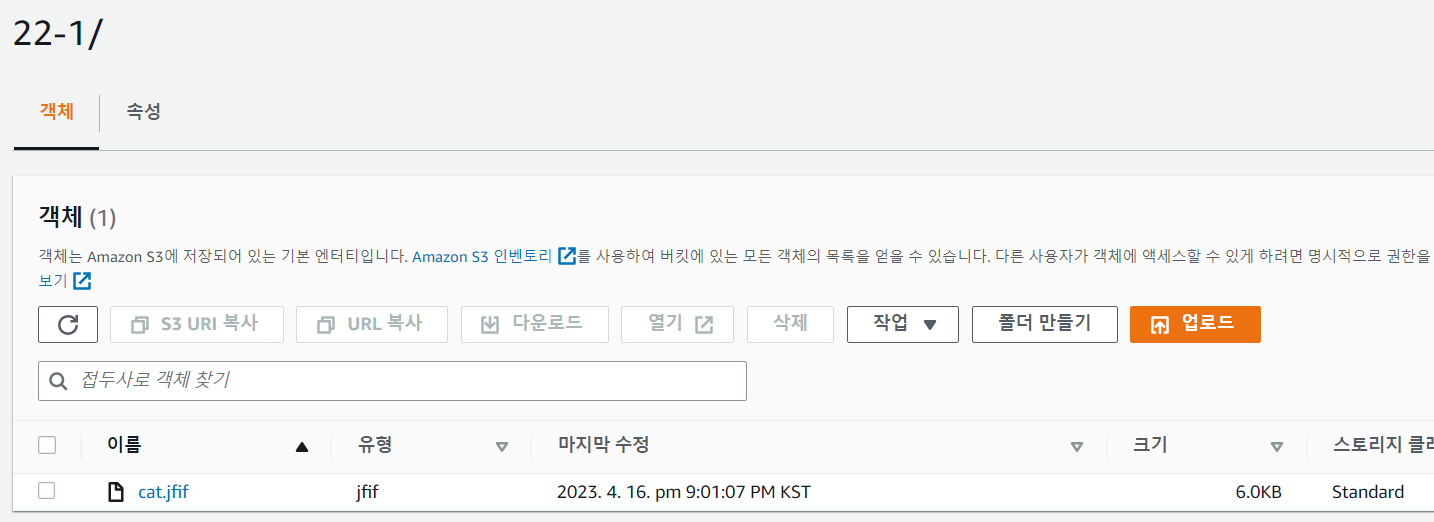 22-1/
객체 속성
객체 (1)
객체는 Amazon S3에 저장되어 있는 기본 엔터티입니다. Amazon S3 인벤토리 를 사용하여 버킷에 있는 모든 객체의 목록을 얻을 수 있습니다. 다른 사용자가 객체에 액세스할 수 있게 하려면 명시적으로 권한을
보기
S3 URI 복사 URL 복사 다운로드 열기 삭제 작업 폴더 만들기 업로드
접두사로 객체 찾기
이름 유형 마지막 수정 크기 스토리지 클래
cat.jfif jfif 2023. 4. 16. pm 9:01:07 PM KST 6.0KB Standard